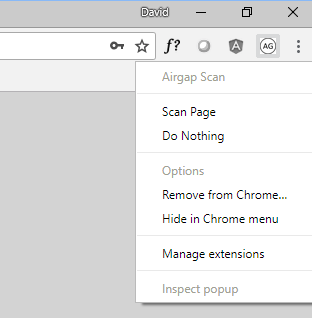 David
f?
AG
Airgap Scan
Scan Page
Do Nothing
Options
Remove from Chrome...
Hide in Chrome menu
Manage extensions
Inspect popup